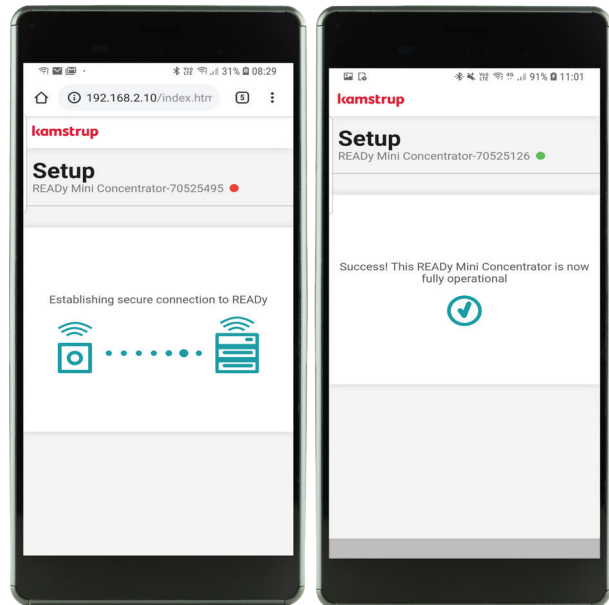 31% 08:29
192.168.2.10/index.htm 5
kamstrup
Setup
READy Mini Concentrator-70525495
Establishing secure connection to READy
91% 11:01
kamstrup
Setup
READy Mini Concentrator-70525126
Success! This READy Mini Concentrator is now
fully operational